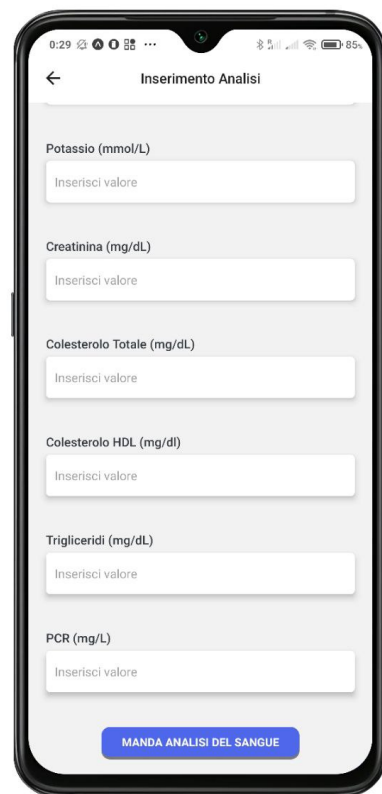 0:29 ... 85%
Inserimento Analisi
Potassio (mmol/L)
Inserisci valore
Creatinina (mg/dL)
Inserisci valore
Colesterolo Totale (mg/dL)
Inserisci valore
Colesterolo HDL (mg/dl)
Inserisci valore
Trigliceridi (mg/dL)
Inserisci valore
PCR (mg/L)
Inserisci valore
MANDA ANALISI DEL SANGUE